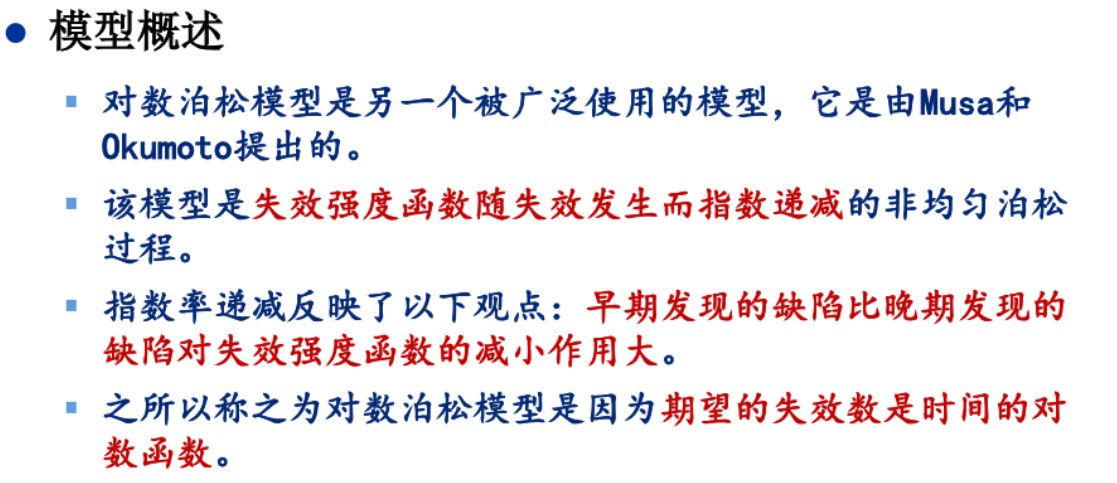 模型概述
对数泊松模型是另一个被广泛使用的模型，它是由Musa和
Okumoto提出的。
该模型是失效强度函数随失效发生而指数递减的非均匀泊松
过程。
指数率递减反映了以下观点：早期发现的缺陷比晚期发现的
缺陷对失效强度函数的减小作用大。
之所以称之为对数泊松模型是因为期望的失效数是时间的对
数函数。